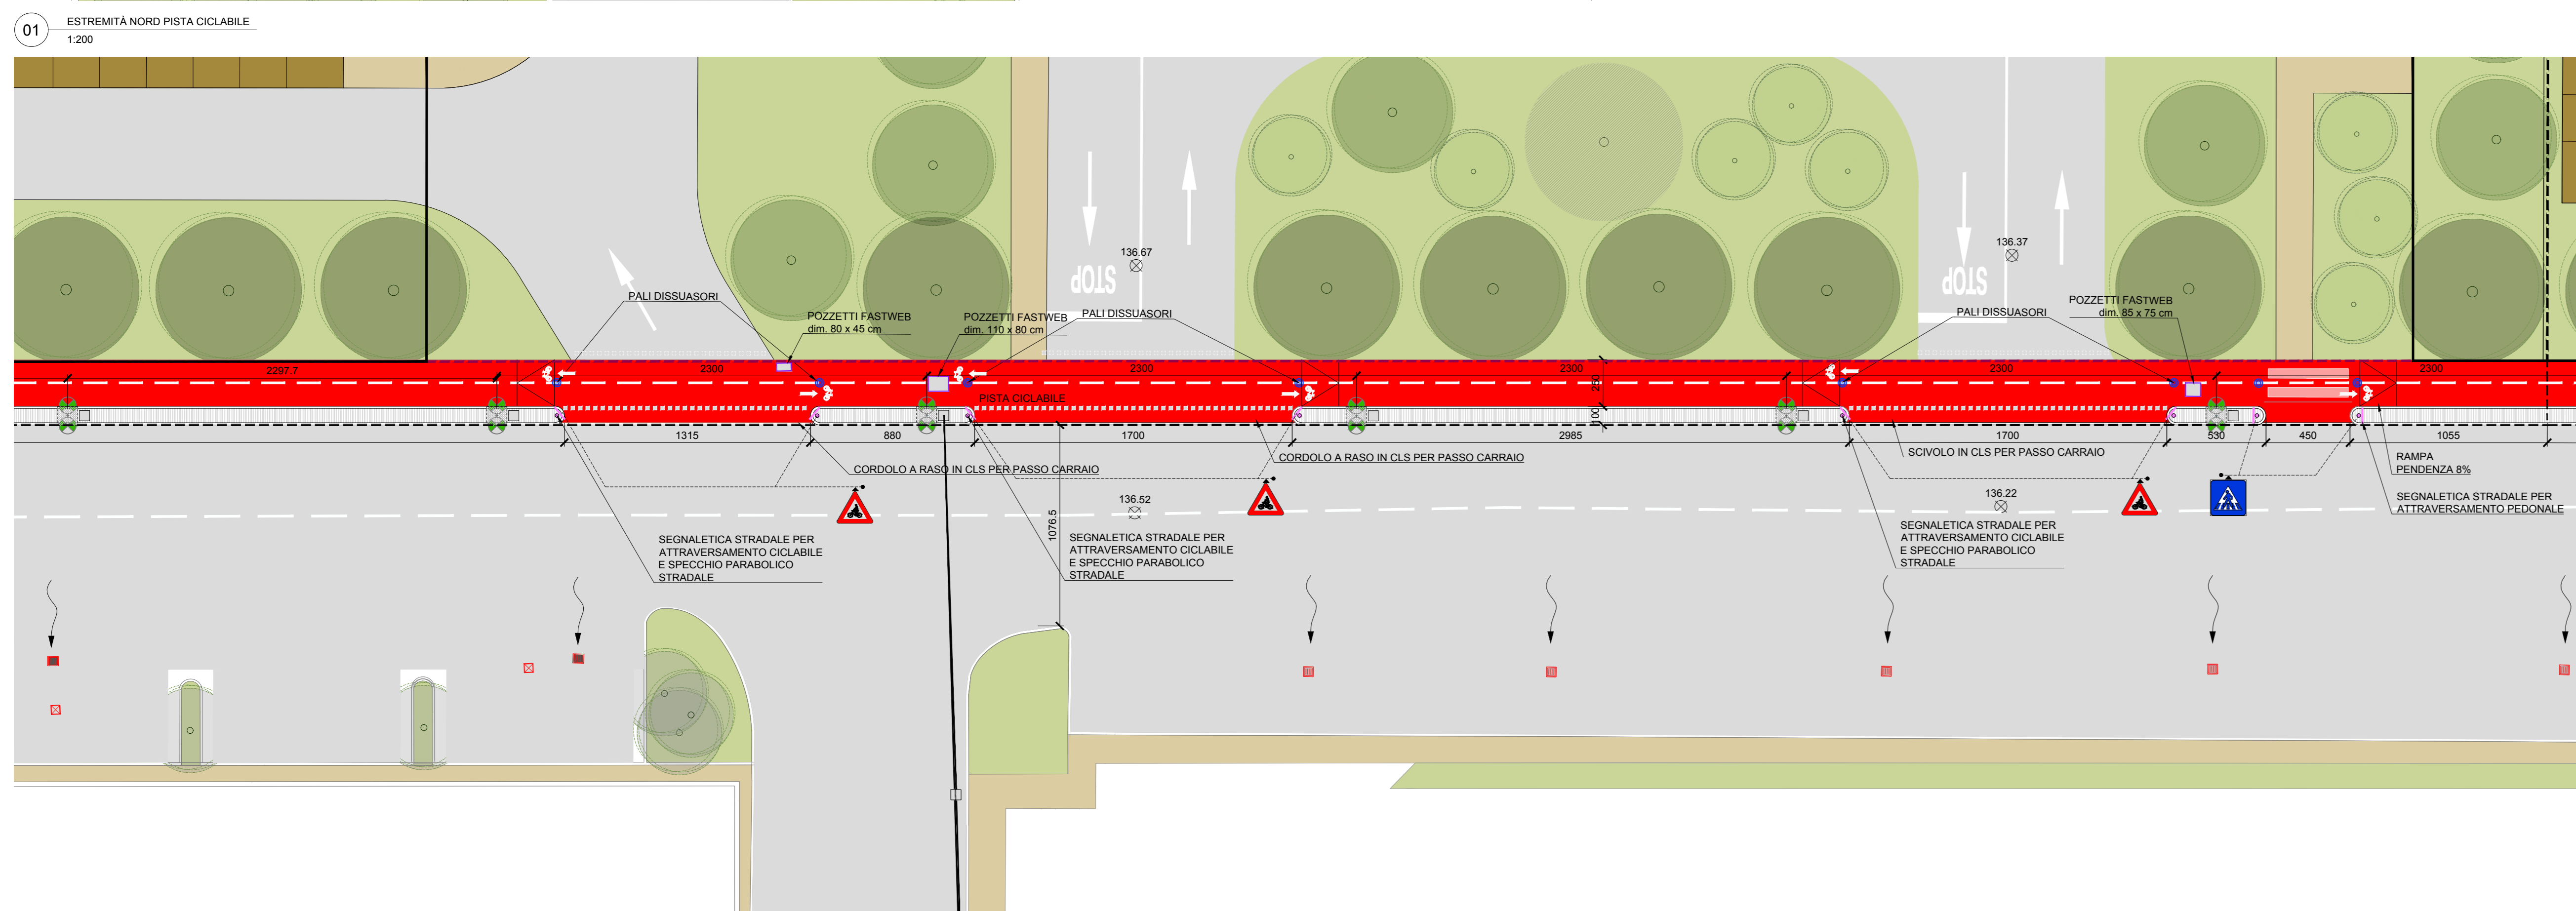 01
ESTREMITÀ NORD PISTA CICLABILE
1:200
136.67
136.37
STOP
STOP
PALI DISSUASORI
POZZETTI FASTWEB
dim. 80 x 45 cm
POZZETTI FASTWEB
dim. 110 x 80 cm
PALI DISSUASORI
PALI DISSUASORI
POZZETTI FASTWEB
dim. 85 x 75 cm
2297.7
2300
2300
2300
2300
2300
250
100
PISTA CICLABILE
1315
880
1700
2985
1700
530
450
1055
CORDOLO A RASO IN CLS PER PASSO CARRAIO
CORDOLO A RASO IN CLS PER PASSO CARRAIO
SCIVOLO IN CLS PER PASSO CARRAIO
RAMPA
PENDENZA 8%
136.52
136.22
1076.5
SEGNALETICA STRADALE PER
ATTRAVERSAMENTO PEDONALE
SEGNALETICA STRADALE PER
ATTRAVERSAMENTO CICLABILE
E SPECCHIO PARABOLICO
STRADALE
SEGNALETICA STRADALE PER
ATTRAVERSAMENTO CICLABILE
E SPECCHIO PARABOLICO
STRADALE
SEGNALETICA STRADALE PER
ATTRAVERSAMENTO CICLABILE
E SPECCHIO PARABOLICO
STRADALE